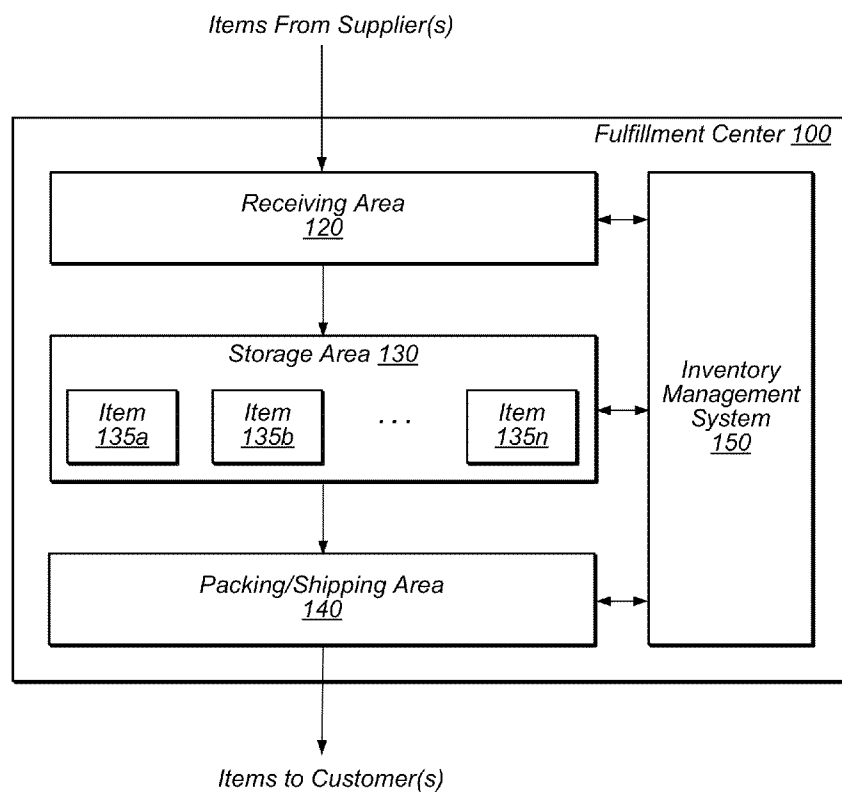 Items From Supplier(s)
Fulfillment Center 100
Receiving Area
120
Storage Area 130
Item
135a
Item
135b
. . .
Item
135n
Inventory
Management
System
150
Packing/Shipping Area
140
Items to Customer(s)